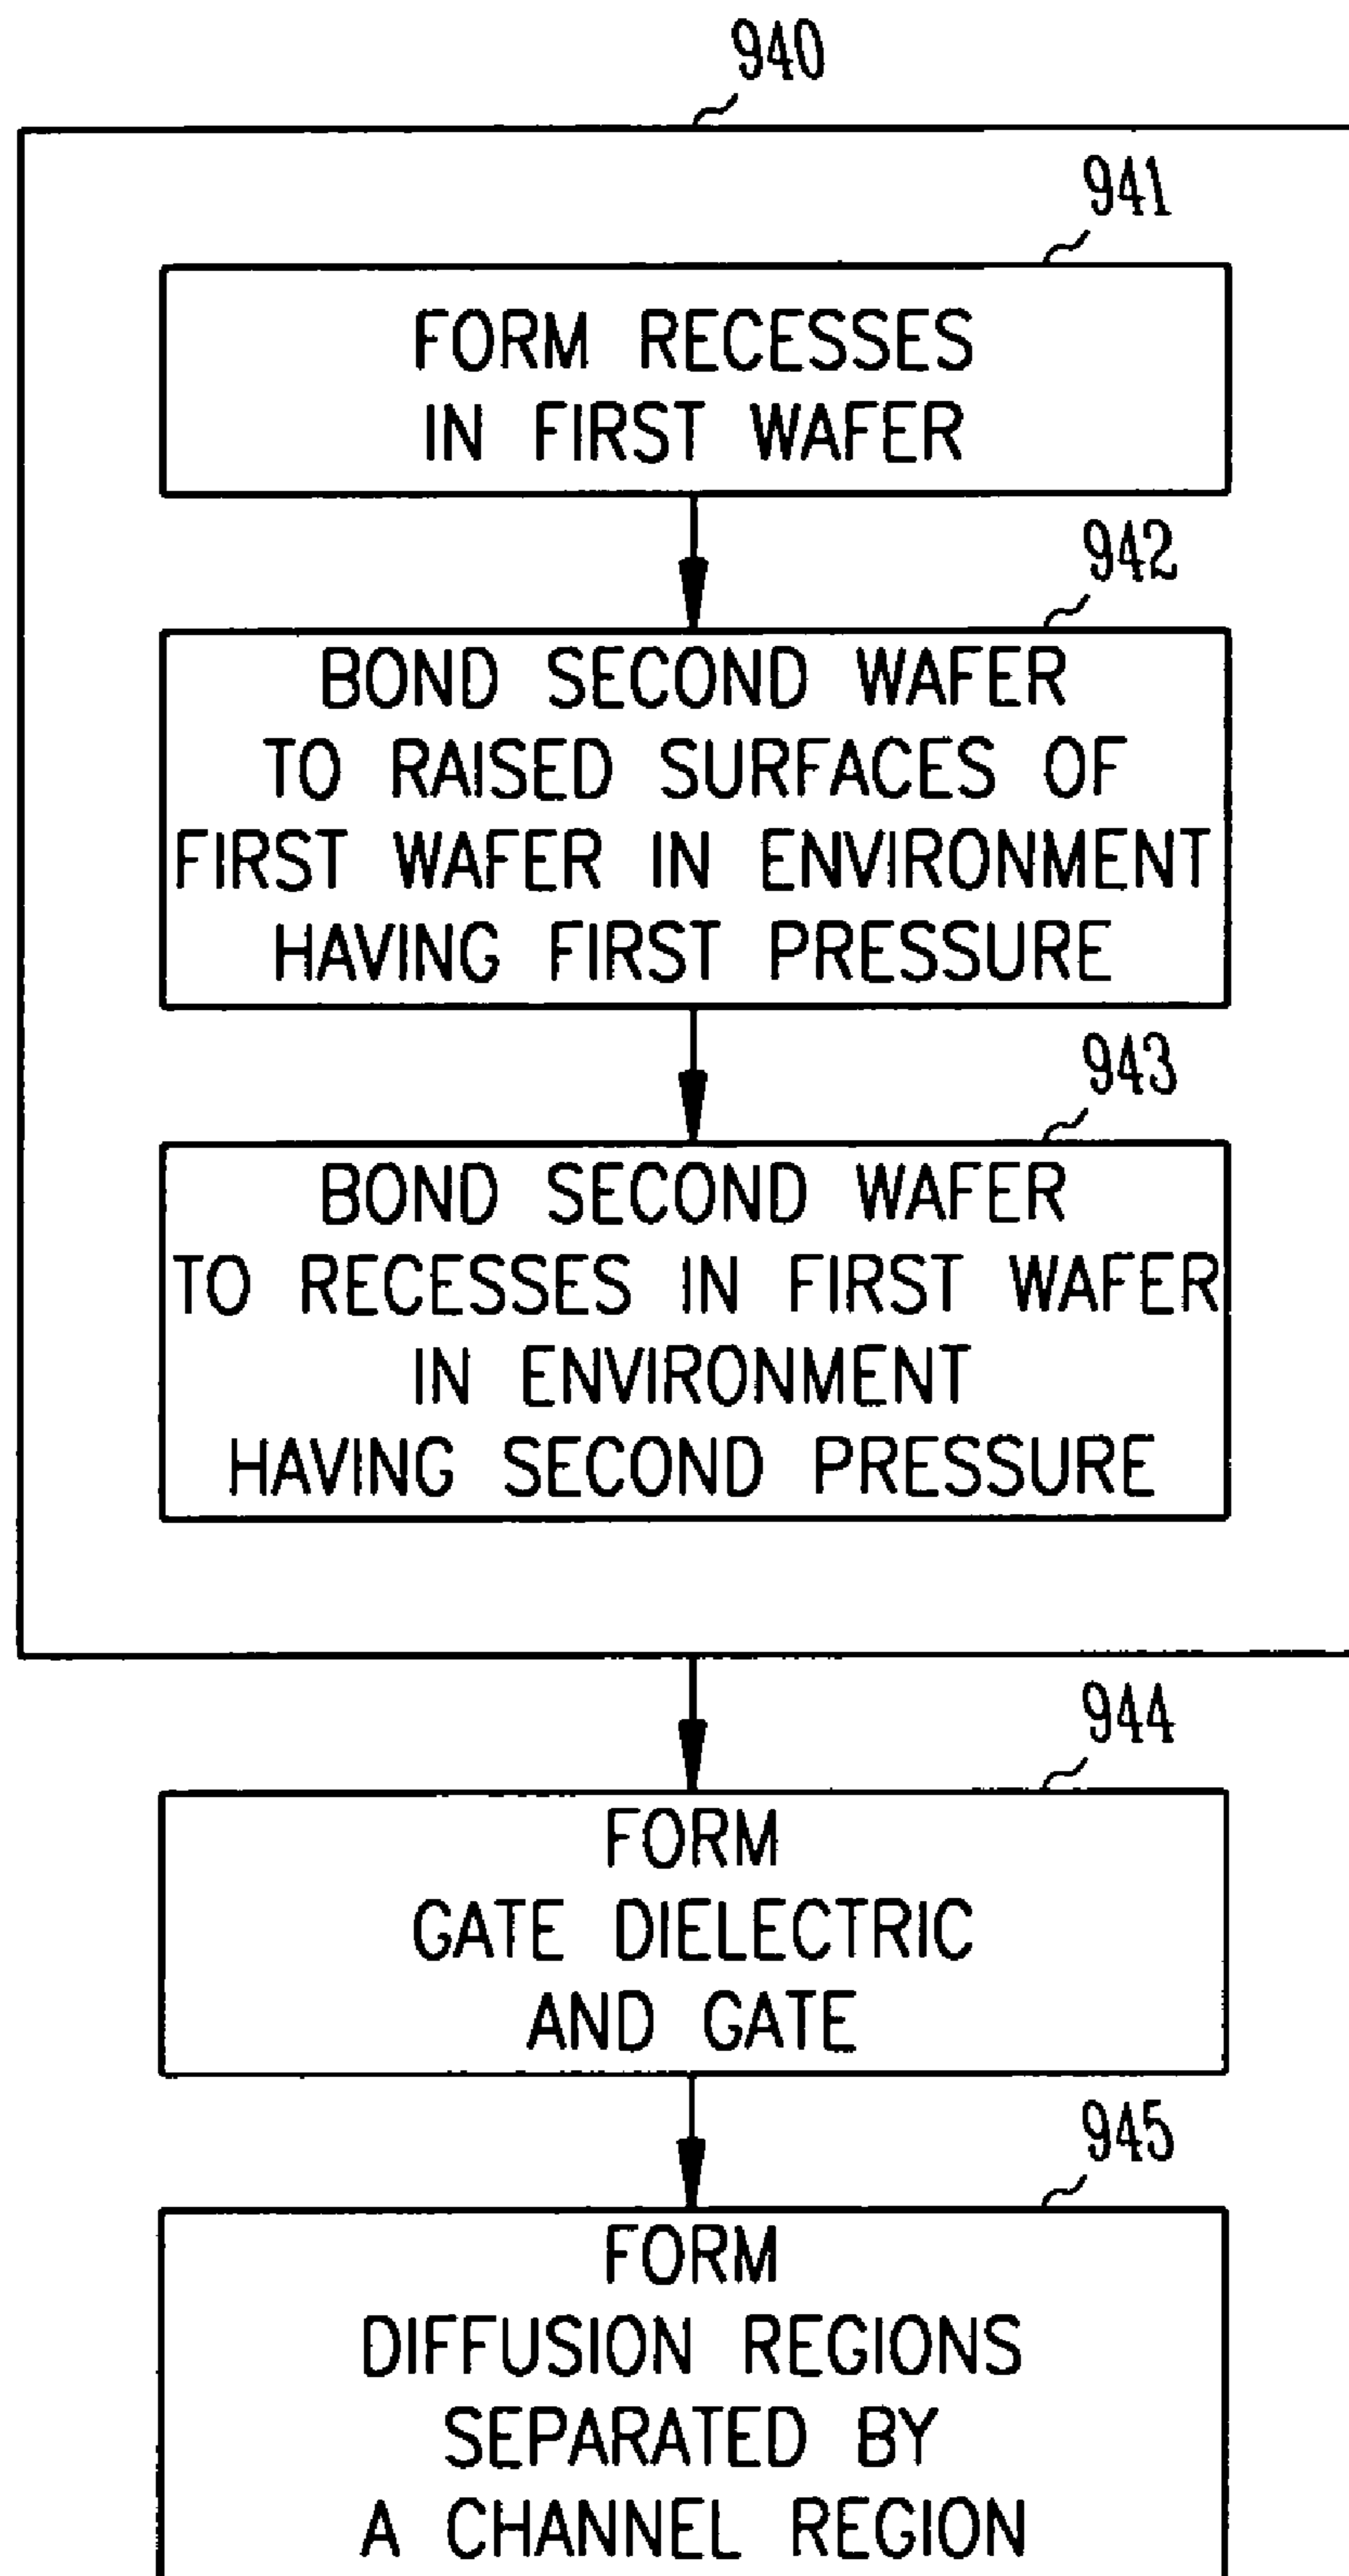 940
941
FORM RECESSES
IN FIRST WAFER
942
BOND SECOND WAFER
TO RAISED SURFACES OF
FIRST WAFER IN ENVIRONMENT
HAVING FIRST PRESSURE
943
BOND SECOND WAFER
TO RECESSES IN FIRST WAFER
IN ENVIRONMENT
HAVING SECOND PRESSURE
944
FORM
GATE DIELECTRIC
AND GATE
945
FORM
DIFFUSION REGIONS
SEPARATED BY
A CHANNEL REGION